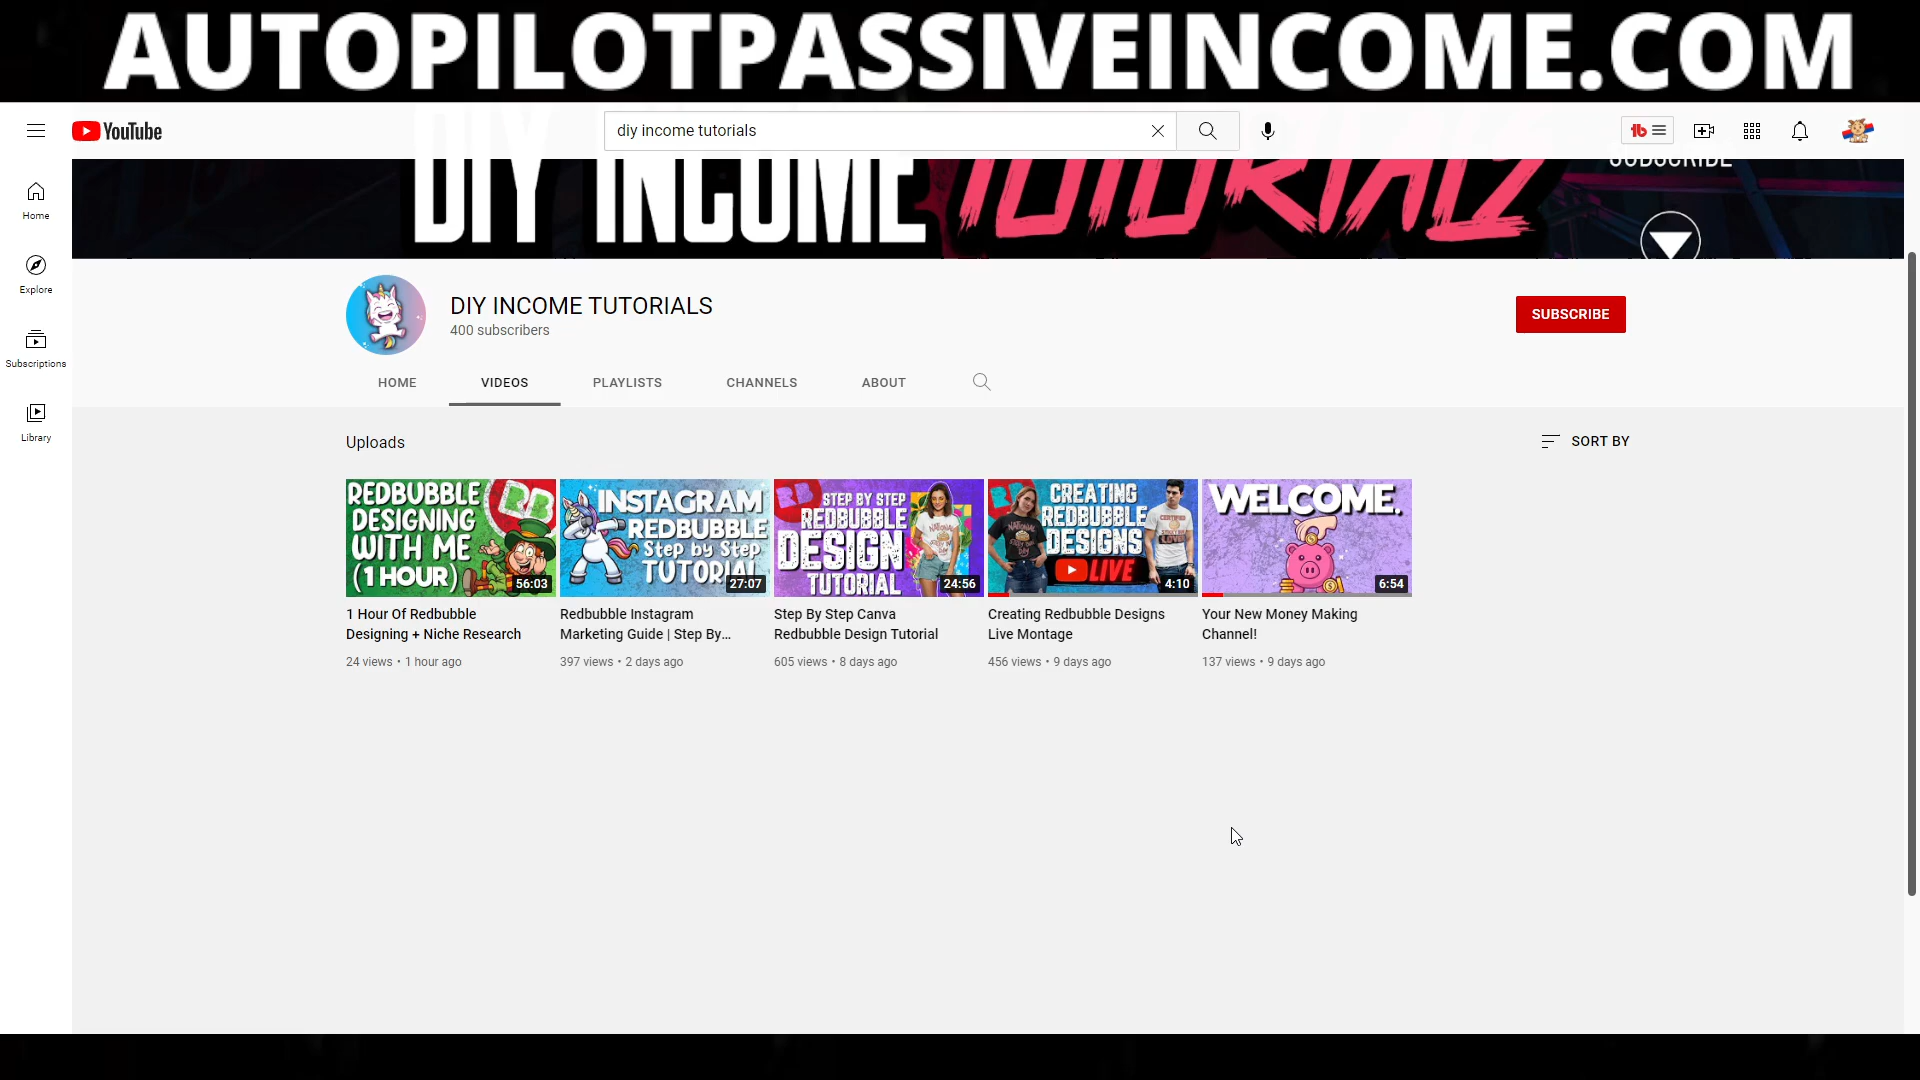 AUTOPILOTPASSIVEINCOME.COM
YouTube
diy income tutorials
tb
DIY INCOME TUTORIALS
SUBSCRIBE
Home
Explore
Subscriptions
Library
DIY INCOME TUTORIALS
400 subscribers
SUBSCRIBE
HOME
VIDEOS
PLAYLISTS
CHANNELS
ABOUT
Uploads
SORT BY
REDBUBBLE
DESIGNING
WITH ME
(1 HOUR)
RB
56:03
1 Hour Of Redbubble
Designing + Niche Research
24 views • 1 hour ago
INSTAGRAM
REDBUBBLE
Step by Step
TUTORIAL
27:07
Redbubble Instagram
Marketing Guide | Step By...
397 views • 2 days ago
RB
STEP BY STEP
REDBUBBLE
DESIGN
TUTORIAL
24:56
Step By Step Canva
Redbubble Design Tutorial
605 views • 8 days ago
CREATING
REDBUBBLE
DESIGNS
LIVE
4:10
Creating Redbubble Designs
Live Montage
456 views • 9 days ago
WELCOME.
6:54
Your New Money Making
Channel!
137 views • 9 days ago